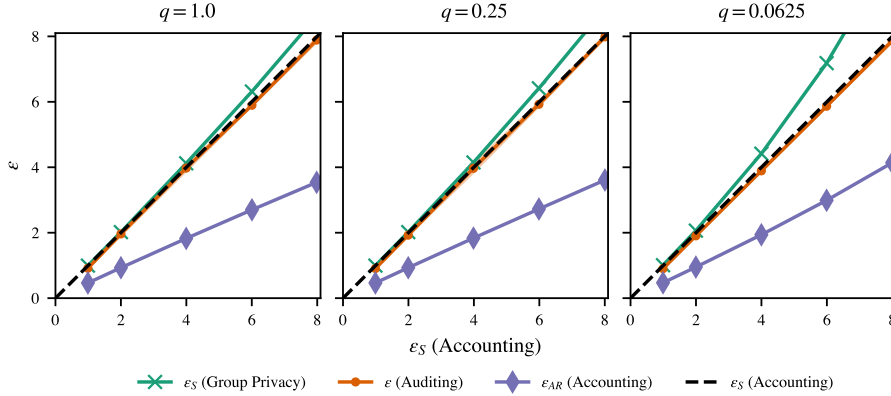 q = 1.0
q = 0.25
q = 0.0625
ε
8
6
4
2
0
0 2 4 6 8
0 2 4 6 8
0 2 4 6 8
ε_S (Accounting)
ε_S (Group Privacy) ε (Auditing) ε_AR (Accounting) ε_S (Accounting)